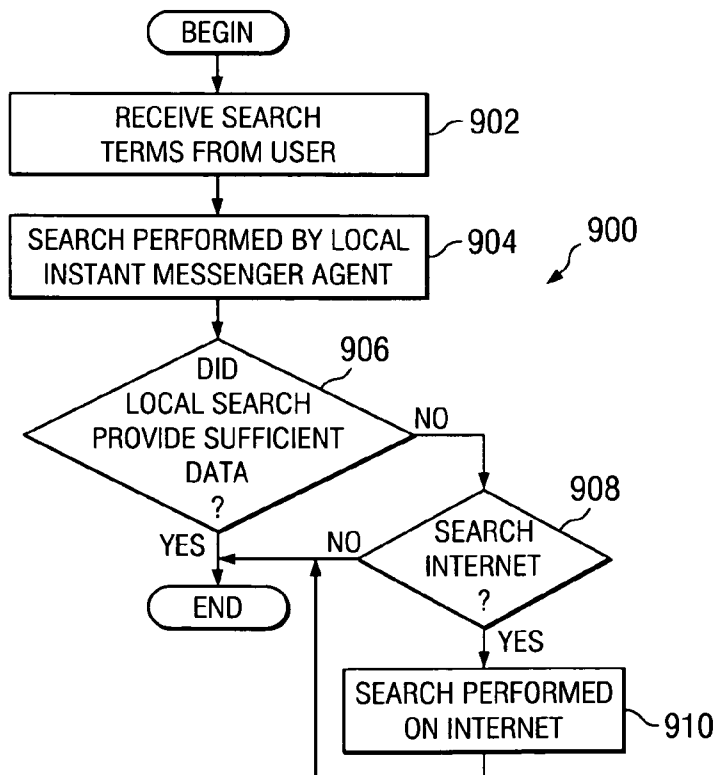 BEGIN
RECEIVE SEARCH
TERMS FROM USER
902
SEARCH PERFORMED BY LOCAL
INSTANT MESSENGER AGENT
904
900
906
DID
LOCAL SEARCH
PROVIDE SUFFICIENT
DATA
?
NO
908
SEARCH
INTERNET
?
YES
NO
END
YES
SEARCH PERFORMED
ON INTERNET
910